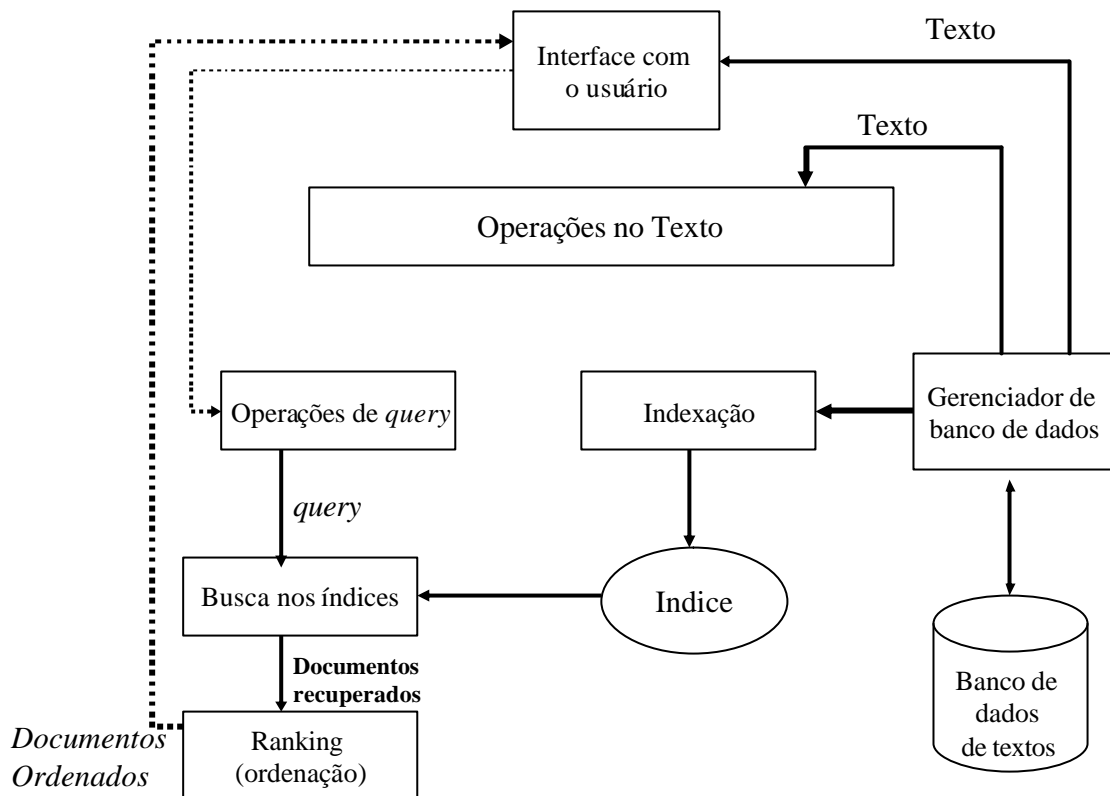 Texto
Interface com
o usuário
Texto
Operações no Texto
Operações de query
Indexação
Gerenciador de
banco de dados
query
Busca nos índices
Indice
Documentos
recuperados
Banco de
dados
de textos
Ranking
(ordenação)
Documentos
Ordenados